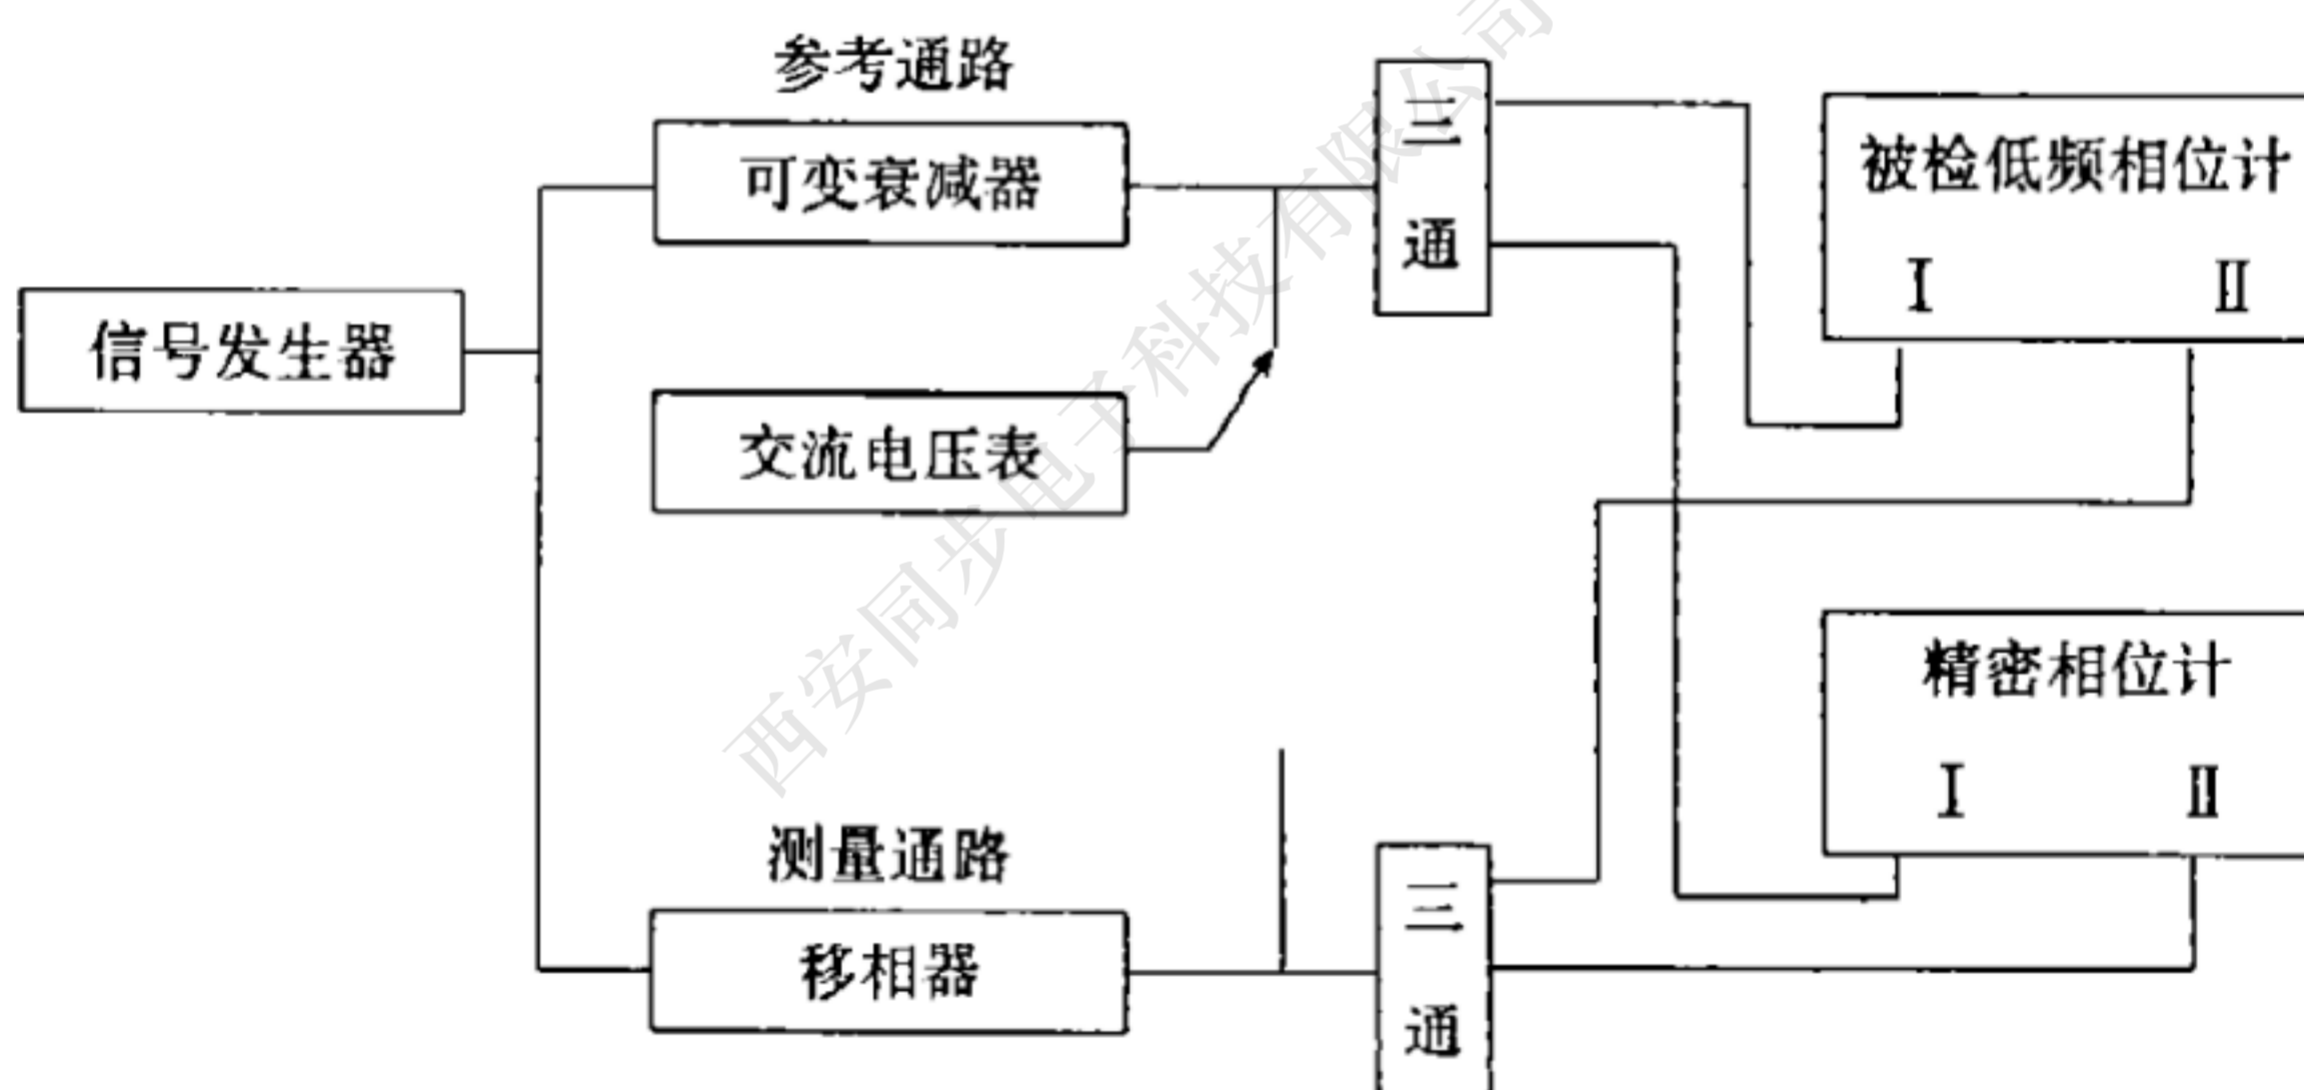 参考通路
可变衰减器
三通
被检低频相位计
Ⅰ Ⅱ
信号发生器
交流电压表
精密相位计
Ⅰ Ⅱ
测量通路
移相器
三通
西安同步电子科技有限公司